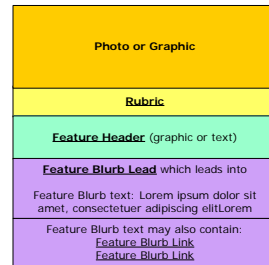 Photo or Graphic
Rubric
Feature Header (graphic or text)
Feature Blurb Lead which leads into
Feature Blurb text: Lorem ipsum dolor sit
amet, consectetuer adipiscing elitLorem
Feature Blurb text may also contain:
Feature Blurb Link
Feature Blurb Link